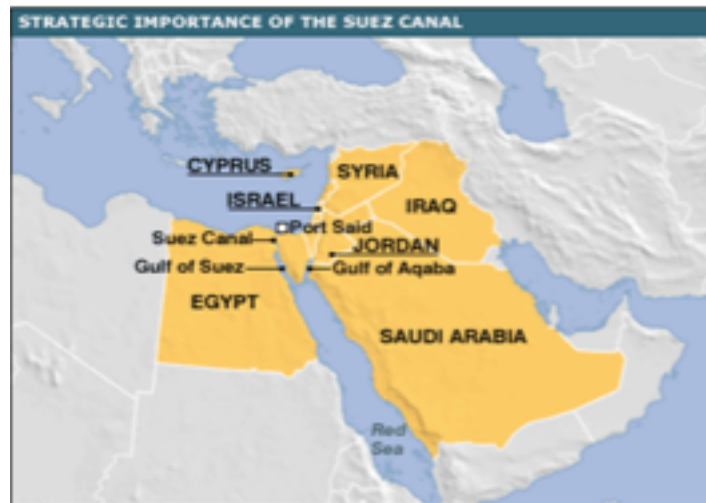 STRATEGIC IMPORTANCE OF THE SUEZ CANAL
CYPRUS
SYRIA
ISRAEL
IRAQ
Port Said
Suez Canal
JORDAN
Gulf of Suez
Gulf of Aqaba
EGYPT
SAUDI ARABIA
Red
Sea